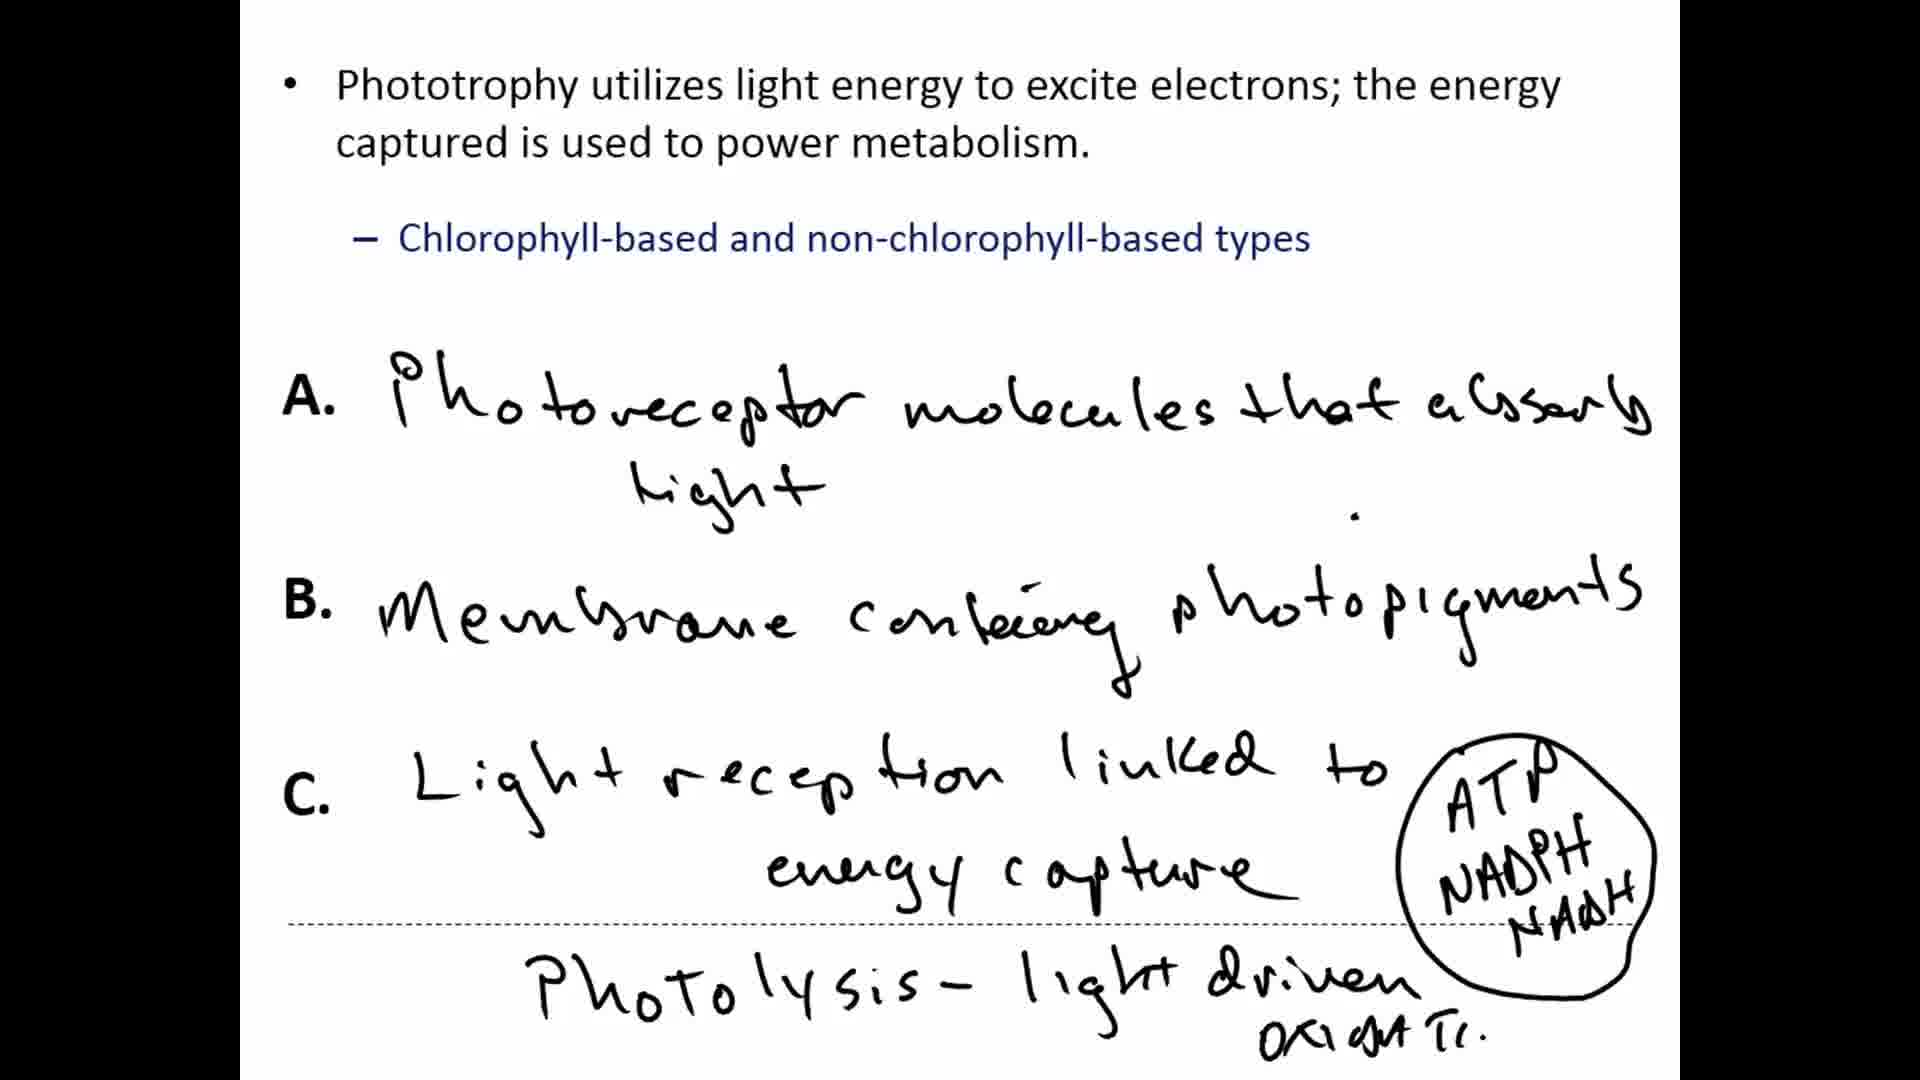 • Phototrophy utilizes light energy to excite electrons; the energy
captured is used to power metabolism.
– Chlorophyll-based and non-chlorophyll-based types
A. Photoreceptor molecules that absorb
light
B. Membrane containing photopigments
C. Light reception linked to
energy capture
ATP
NADPH
NADH
Photolysis - light driven
OXIDATI.